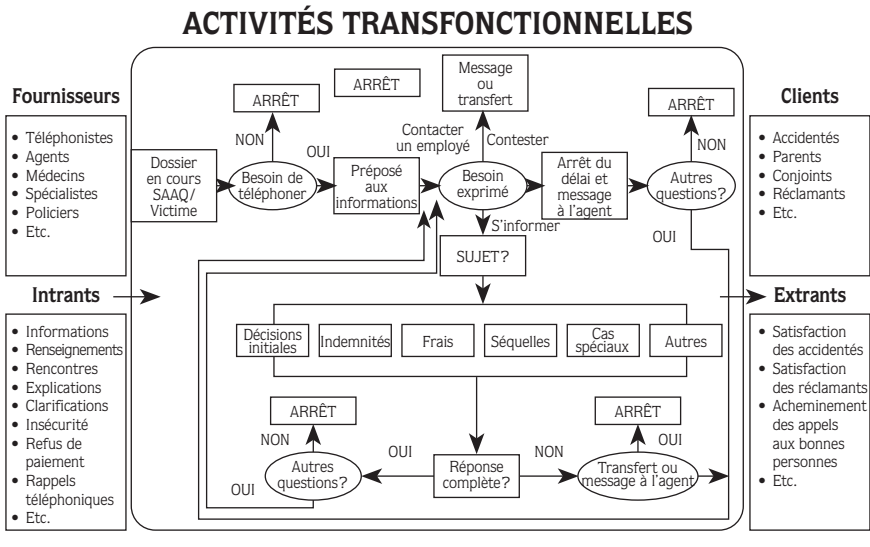 ACTIVITÉS TRANSFONCTIONNELLES
Fournisseurs
• Téléphonistes
• Agents
• Médecins
• Spécialistes
• Policiers
• Etc.
Intrants
• Informations
• Renseignements
• Rencontres
• Explications
• Clarifications
• Insécurité
• Refus de
paiement
• Rappels
téléphoniques
• Etc.
Dossier
en cours
SAAQ/
Victime
ARRÊT
NON
Besoin de
téléphoner
OUI
ARRÊT
Préposé
aux
informations
Message
ou
transfert
Contacter
un employé
Contester
Besoin
exprimé
S'informer
Arrêt du
délai et
message
à l'agent
ARRÊT
NON
Autres
questions?
OUI
SUJET?
Décisions
initiales
Indemnités
Frais
Séquelles
Cas
spéciaux
Autres
ARRÊT
NON
Autres
questions?
OUI
OUI
Réponse
complète?
NON
ARRÊT
OUI
Transfert ou
message à l'agent
Clients
• Accidentés
• Parents
• Conjoints
• Réclamants
• Etc.
Extrants
• Satisfaction
des accidentés
• Satisfaction
des réclamants
• Acheminement
des appels
aux bonnes
personnes
• Etc.